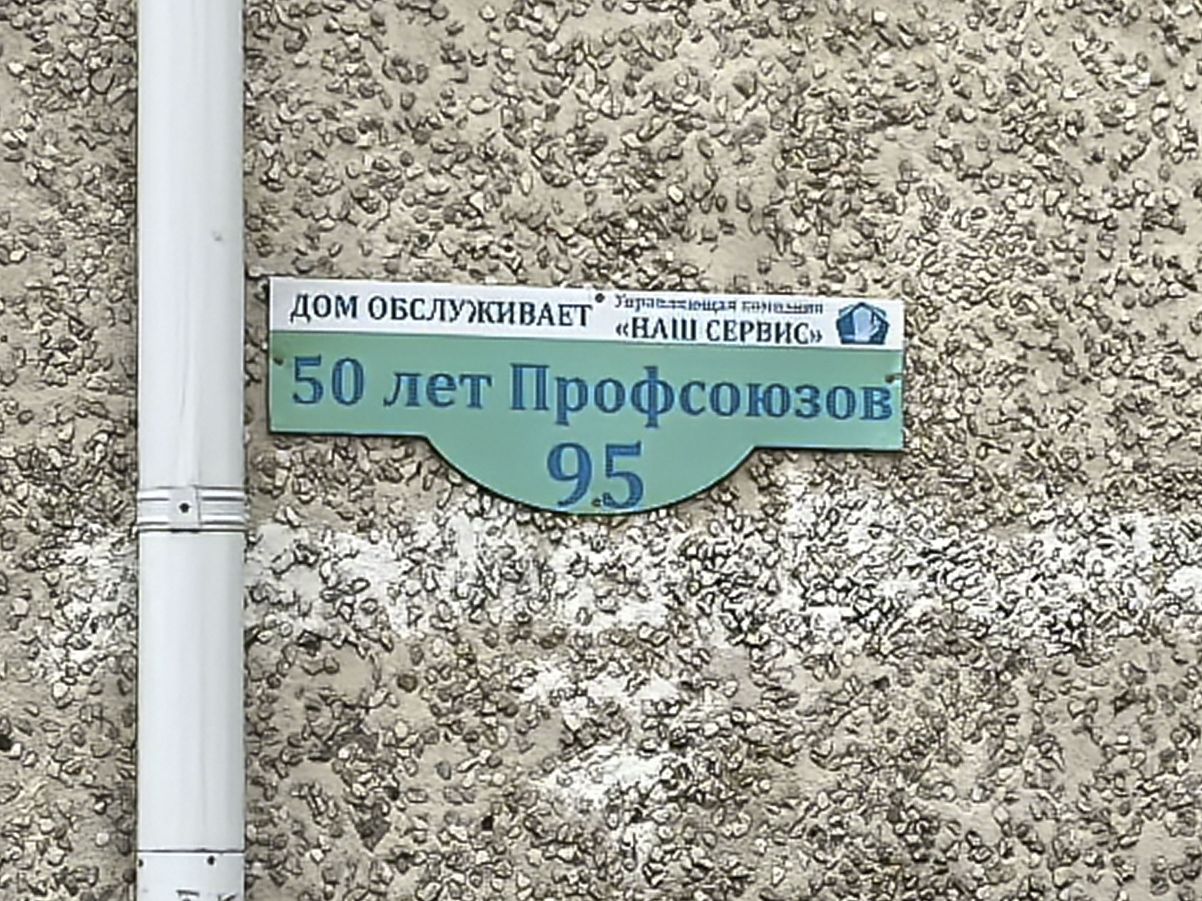 ДОМ ОБСЛУЖИВАЕТ
Управляющая компания
«НАШ СЕРВИС»
50 лет Профсоюзов
95